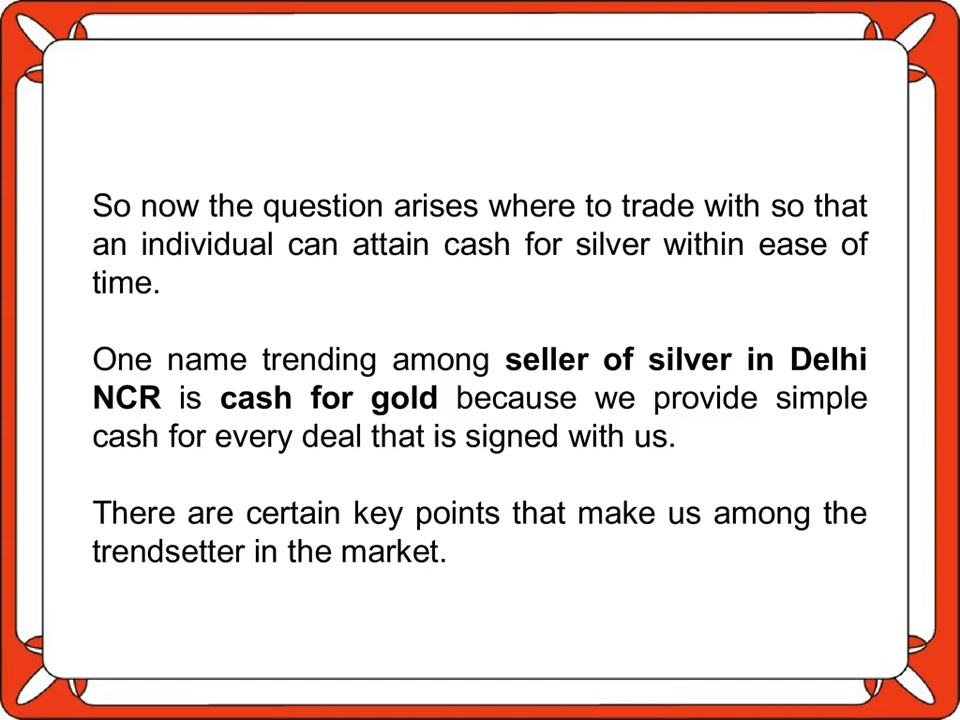 So now the question arises where to trade with so that
an individual can attain cash for silver within ease of
time.
One name trending among seller of silver in Delhi
NCR is cash for gold because we provide simple
cash for every deal that is signed with us.
There are certain key points that make us among the
trendsetter in the market.